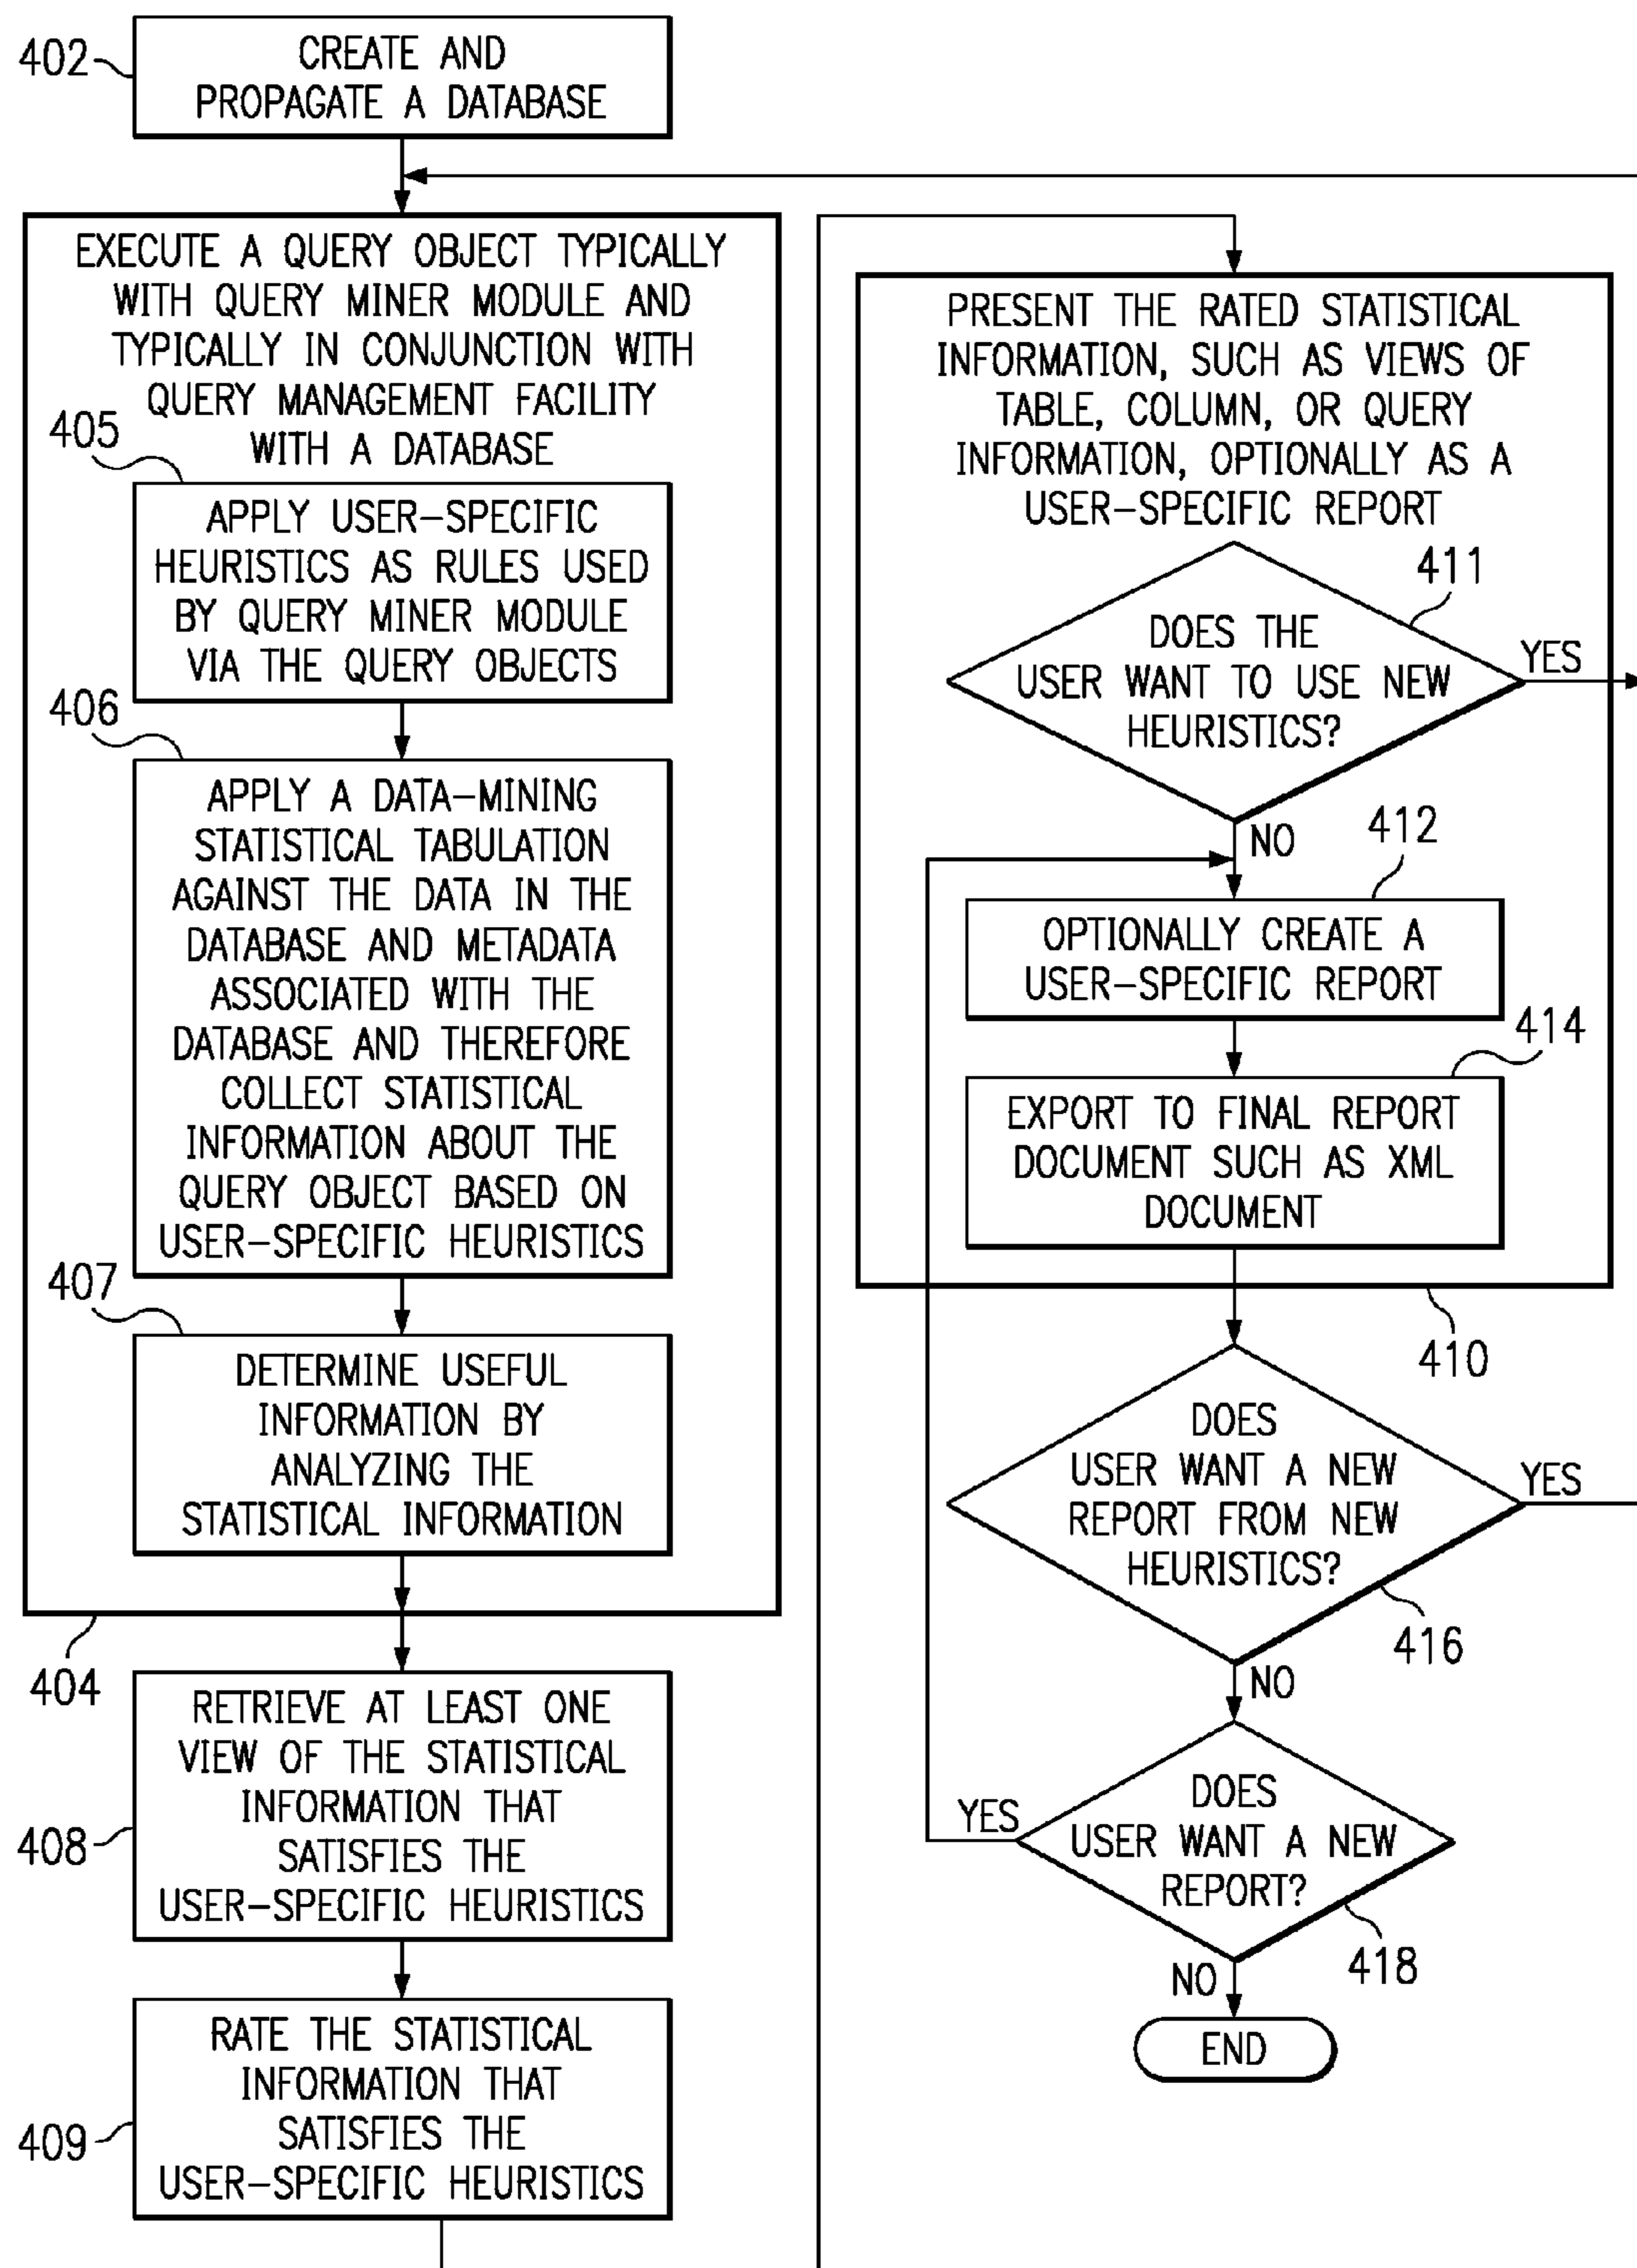 402
CREATE AND
PROPAGATE A DATABASE
EXECUTE A QUERY OBJECT TYPICALLY
WITH QUERY MINER MODULE AND
TYPICALLY IN CONJUNCTION WITH
QUERY MANAGEMENT FACILITY
WITH A DATABASE
405
APPLY USER-SPECIFIC
HEURISTICS AS RULES USED
BY QUERY MINER MODULE
VIA THE QUERY OBJECTS
406
APPLY A DATA-MINING
STATISTICAL TABULATION
AGAINST THE DATA IN THE
DATABASE AND METADATA
ASSOCIATED WITH THE
DATABASE AND THEREFORE
COLLECT STATISTICAL
INFORMATION ABOUT THE
QUERY OBJECT BASED ON
USER-SPECIFIC HEURISTICS
407
DETERMINE USEFUL
INFORMATION BY
ANALYZING THE
STATISTICAL INFORMATION
404
RETRIEVE AT LEAST ONE
VIEW OF THE STATISTICAL
INFORMATION THAT
SATISFIES THE
USER-SPECIFIC HEURISTICS
408
RATE THE STATISTICAL
INFORMATION THAT
SATISFIES THE
USER-SPECIFIC HEURISTICS
409
PRESENT THE RATED STATISTICAL
INFORMATION, SUCH AS VIEWS OF
TABLE, COLUMN, OR QUERY
INFORMATION, OPTIONALLY AS A
USER-SPECIFIC REPORT
411
DOES THE
USER WANT TO USE NEW
HEURISTICS?
YES
NO
412
OPTIONALLY CREATE A
USER-SPECIFIC REPORT
414
EXPORT TO FINAL REPORT
DOCUMENT SUCH AS XML
DOCUMENT
410
DOES
USER WANT A NEW
REPORT FROM NEW
HEURISTICS?
YES
416
NO
DOES
USER WANT A NEW
REPORT?
YES
418
NO
END